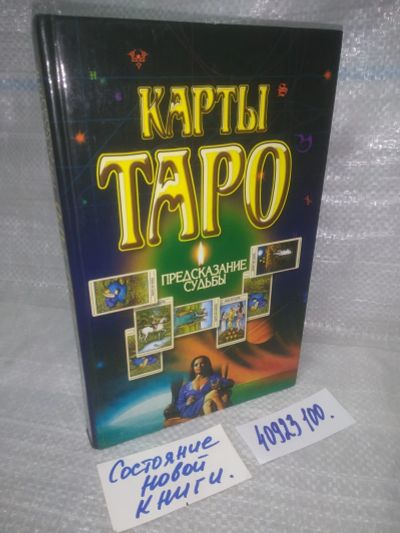 КАРТЫ
ТАРО
ПРЕДСКАЗАНИЕ
СУДЬБЫ
Состояние
новой
книги.
40923 100.